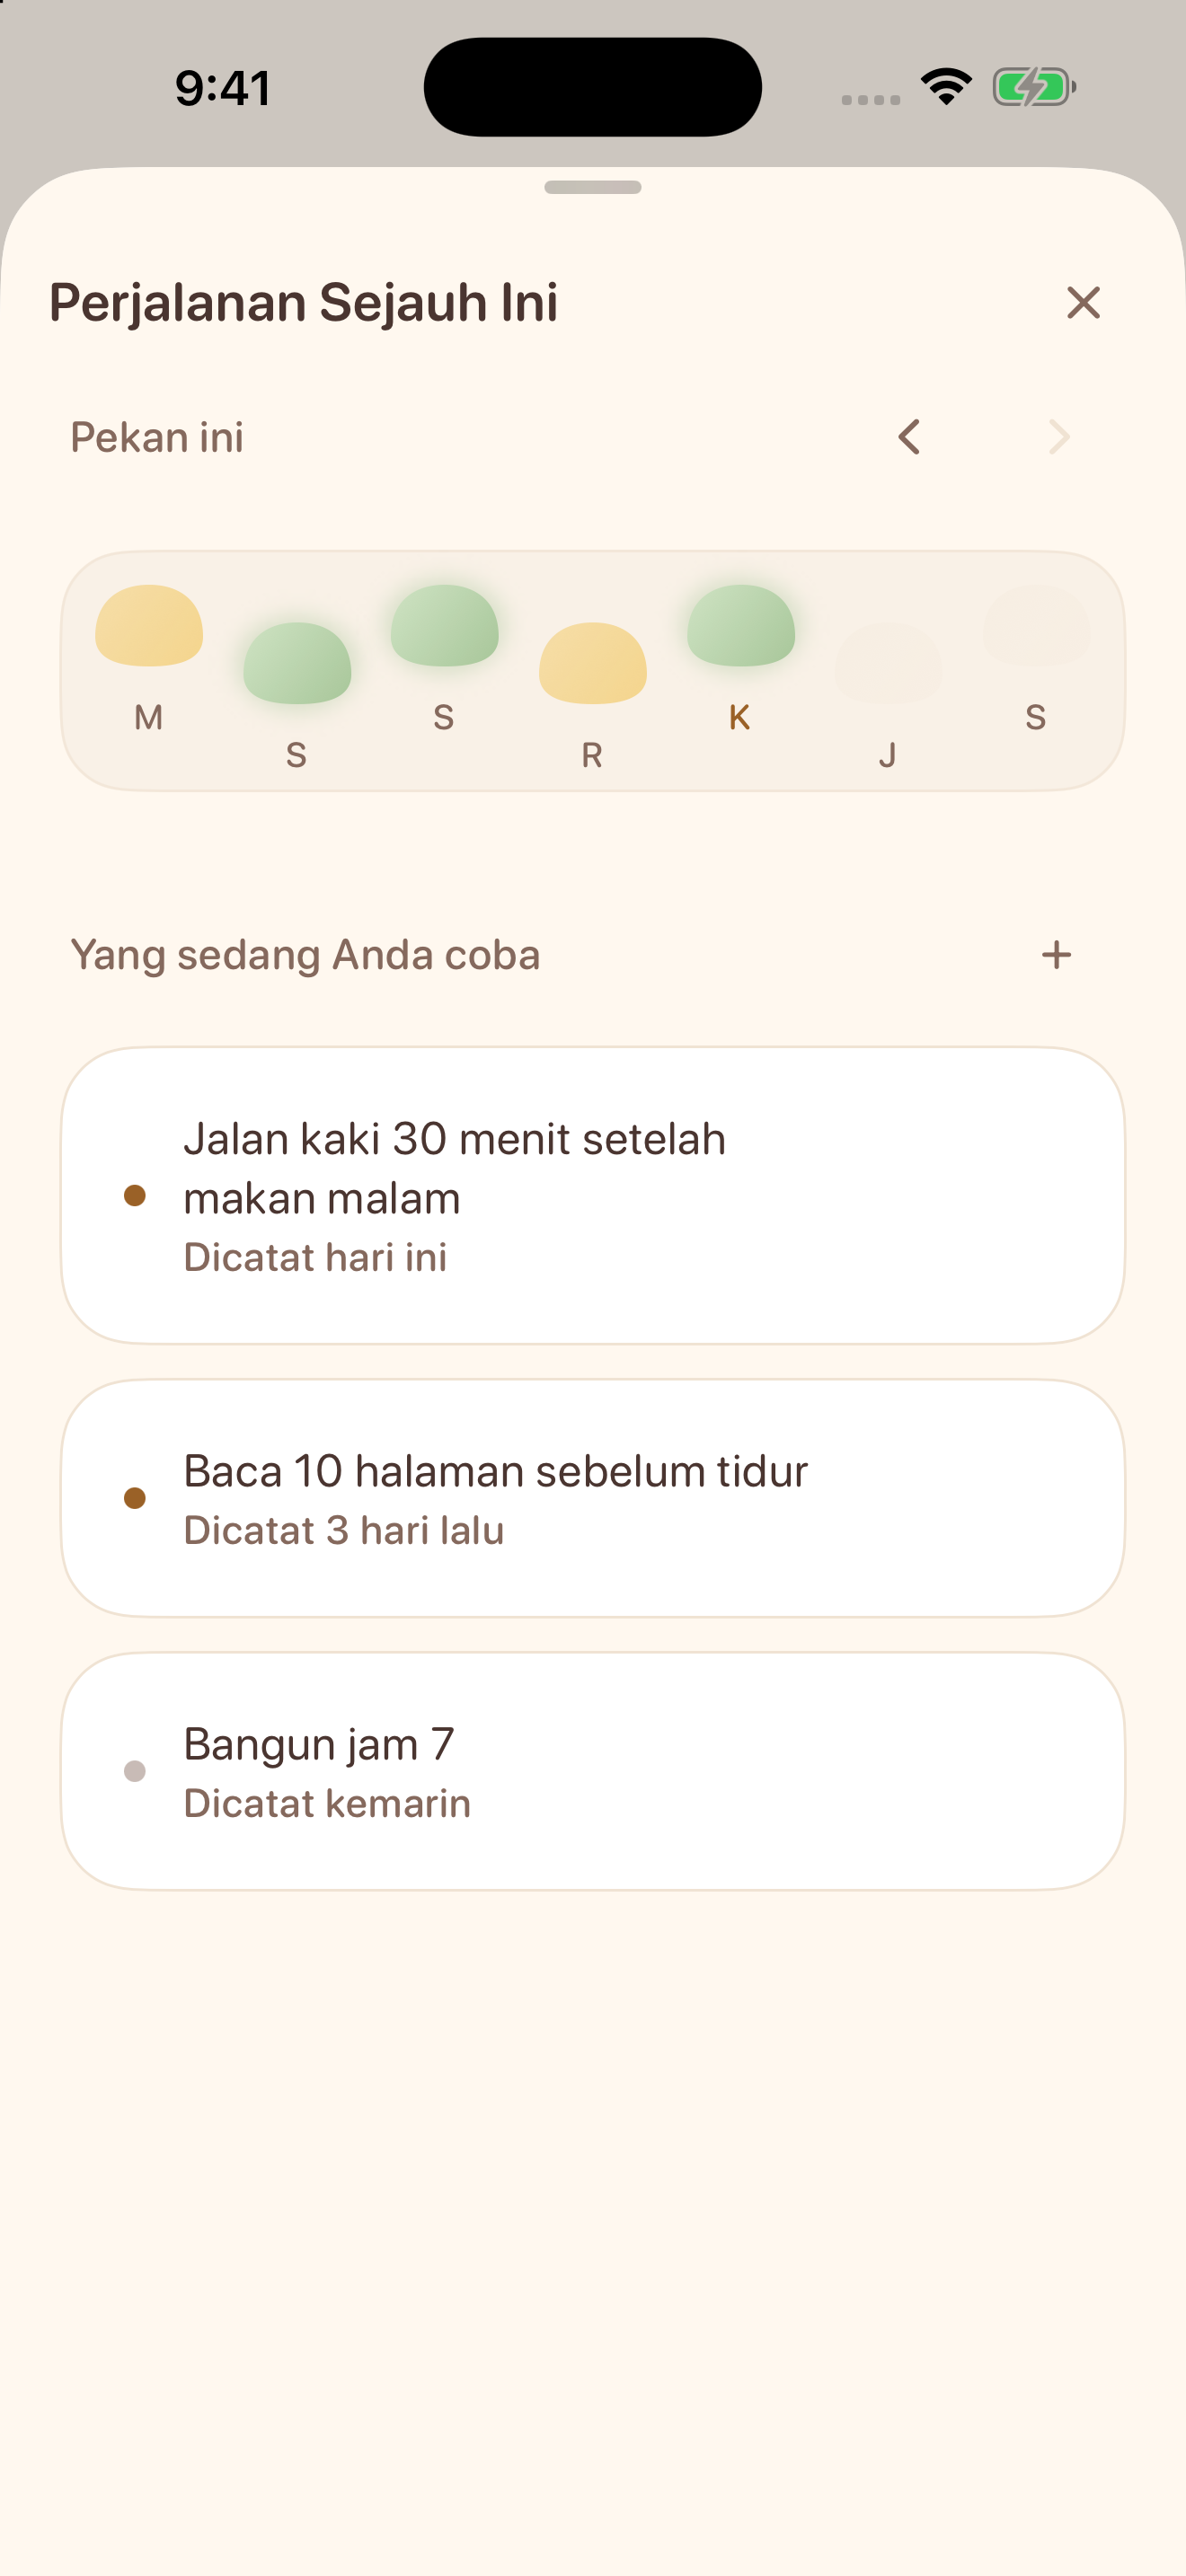 9:41
Perjalanan Sejauh Ini
Pekan ini
M
S
S
R
K
J
S
Yang sedang Anda coba
Jalan kaki 30 menit setelah
makan malam
Dicatat hari ini
Baca 10 halaman sebelum tidur
Dicatat 3 hari lalu
Bangun jam 7
Dicatat kemarin